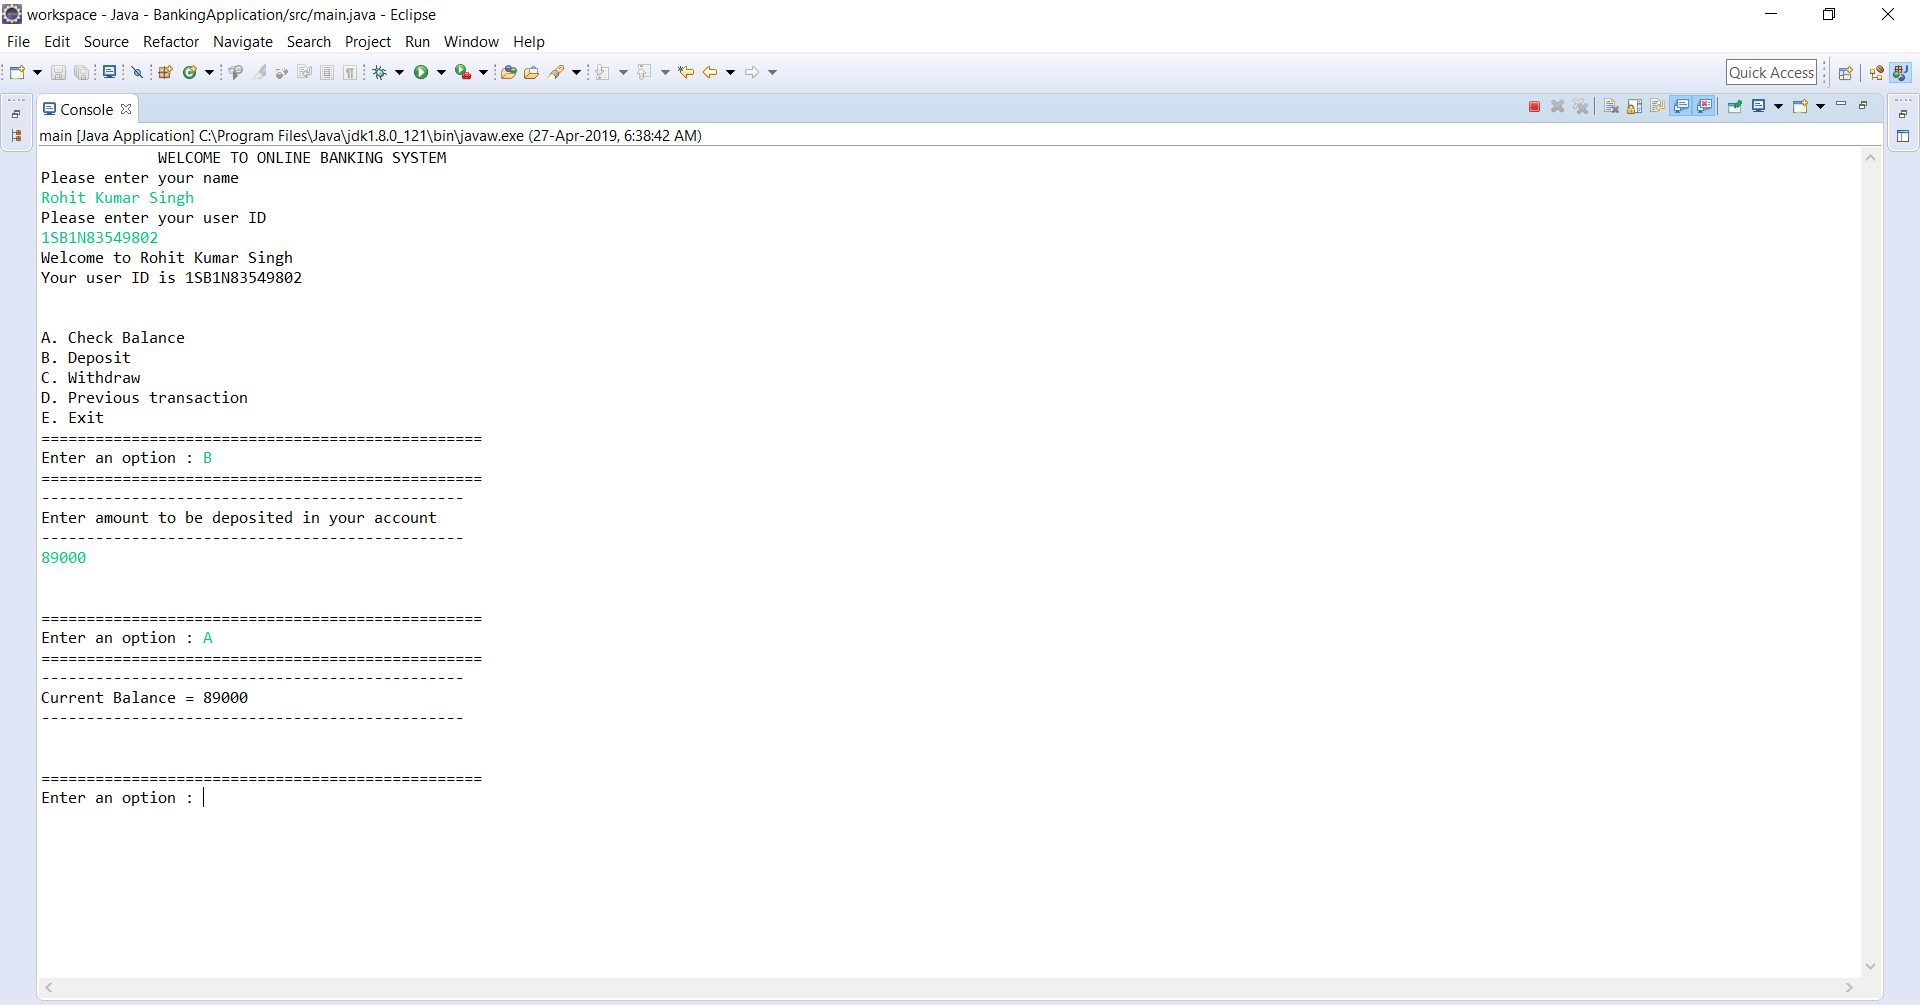 workspace - Java - BankingApplication/src/main.java - Eclipse
File Edit Source Refactor Navigate Search Project Run Window Help
Quick Access
Console
main [Java Application] C:\Program Files\Java\jdk1.8.0_121\bin\javaw.exe (27-Apr-2019, 6:38:42 AM)
WELCOME TO ONLINE BANKING SYSTEM
Please enter your name
Rohit Kumar Singh
Please enter your user ID
1SB1N83549802
Welcome to Rohit Kumar Singh
Your user ID is 1SB1N83549802
A. Check Balance
B. Deposit
C. Withdraw
D. Previous transaction
E. Exit
=================================================
Enter an option : B
=================================================
-----------------------------------------------
Enter amount to be deposited in your account
-----------------------------------------------
89000
=================================================
Enter an option : A
=================================================
-----------------------------------------------
Current Balance = 89000
-----------------------------------------------
=================================================
Enter an option :